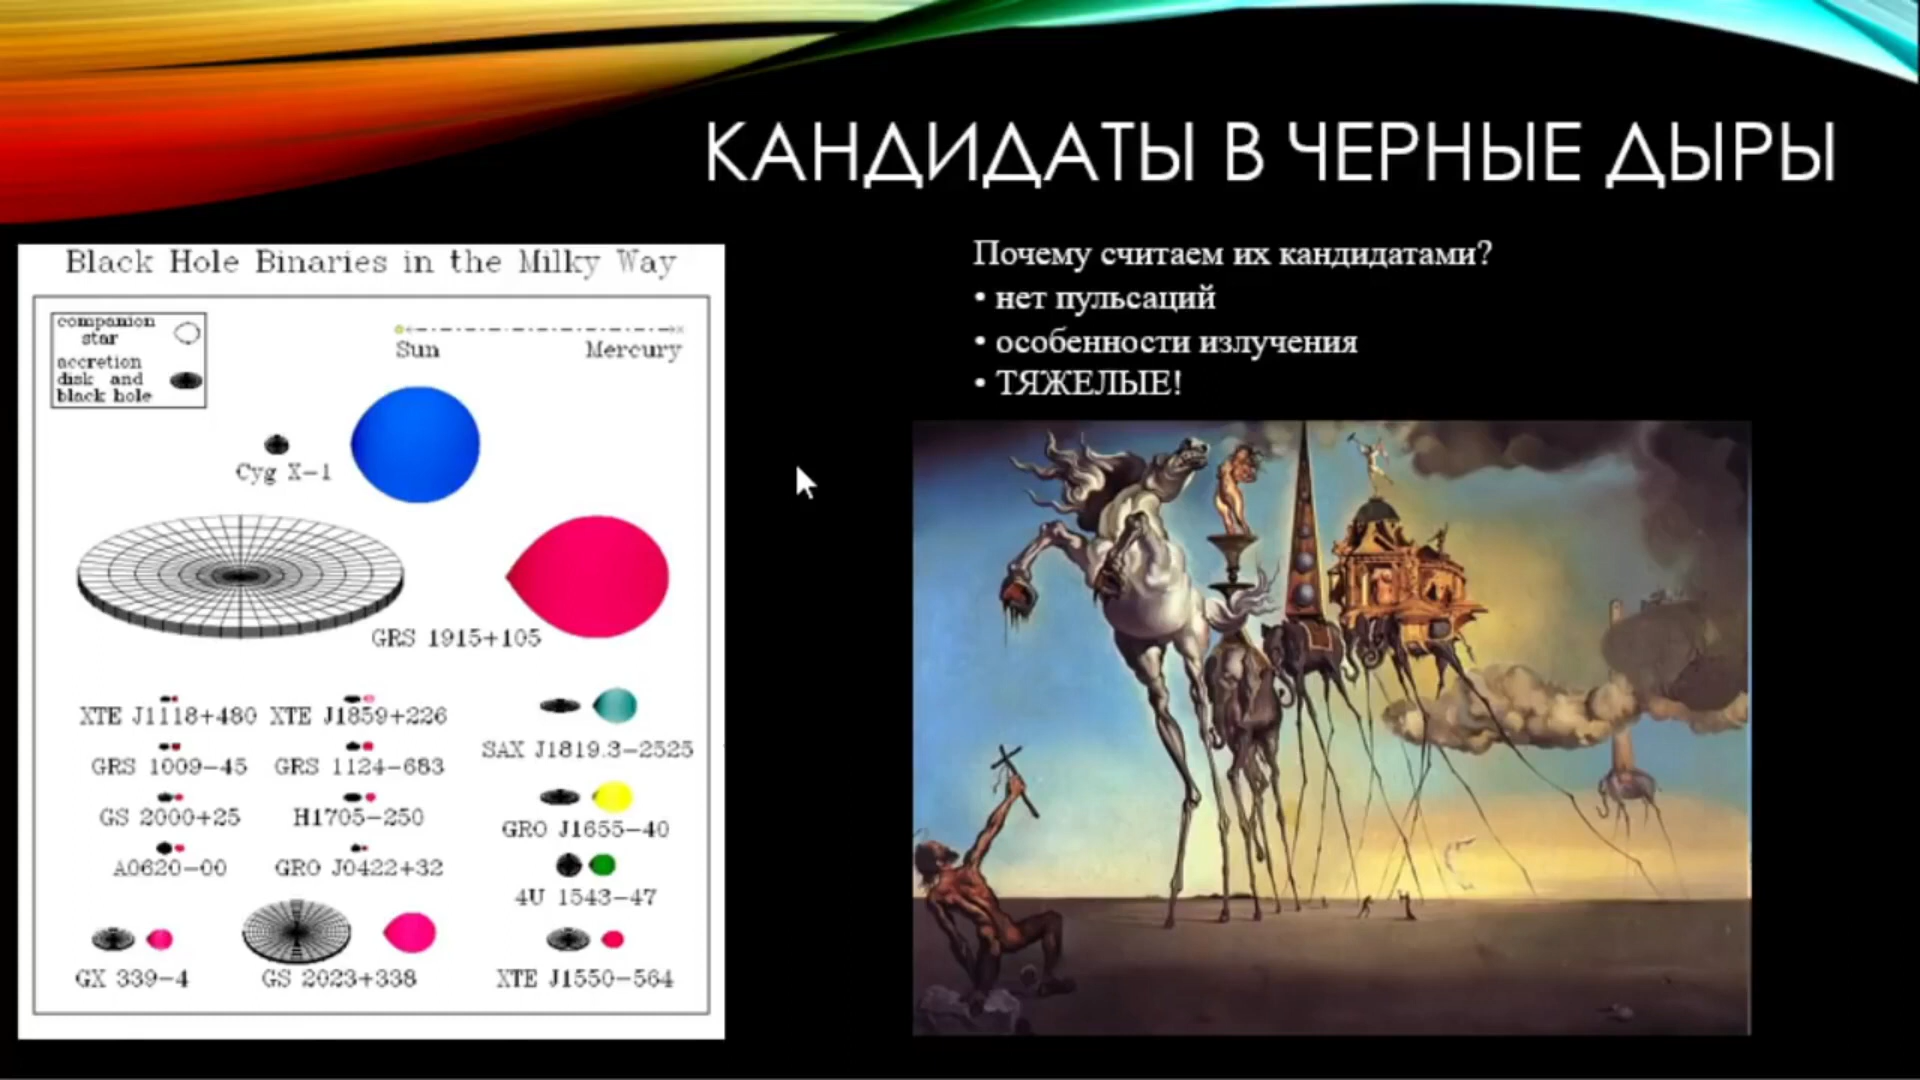 КАНДИДАТЫ В ЧЕРНЫЕ ДЫРЫ
Black Hole Binaries in the Milky Way
companion
star
accretion
disk and
black hole
Sun
Mercury
Cyg X-1
GRS 1915+105
XTE J1118+480
XTE J1859+226
SAX J1819.3-2525
GRS 1009-45
GRS 1124-683
GS 2000+25
H1705-250
GRO J1655-40
A0620-00
GRO J0422+32
4U 1543-47
GX 339-4
GS 2023+338
XTE J1550-564
Почему считаем их кандидатами?
• нет пульсаций
• особенности излучения
• ТЯЖЕЛЫЕ!